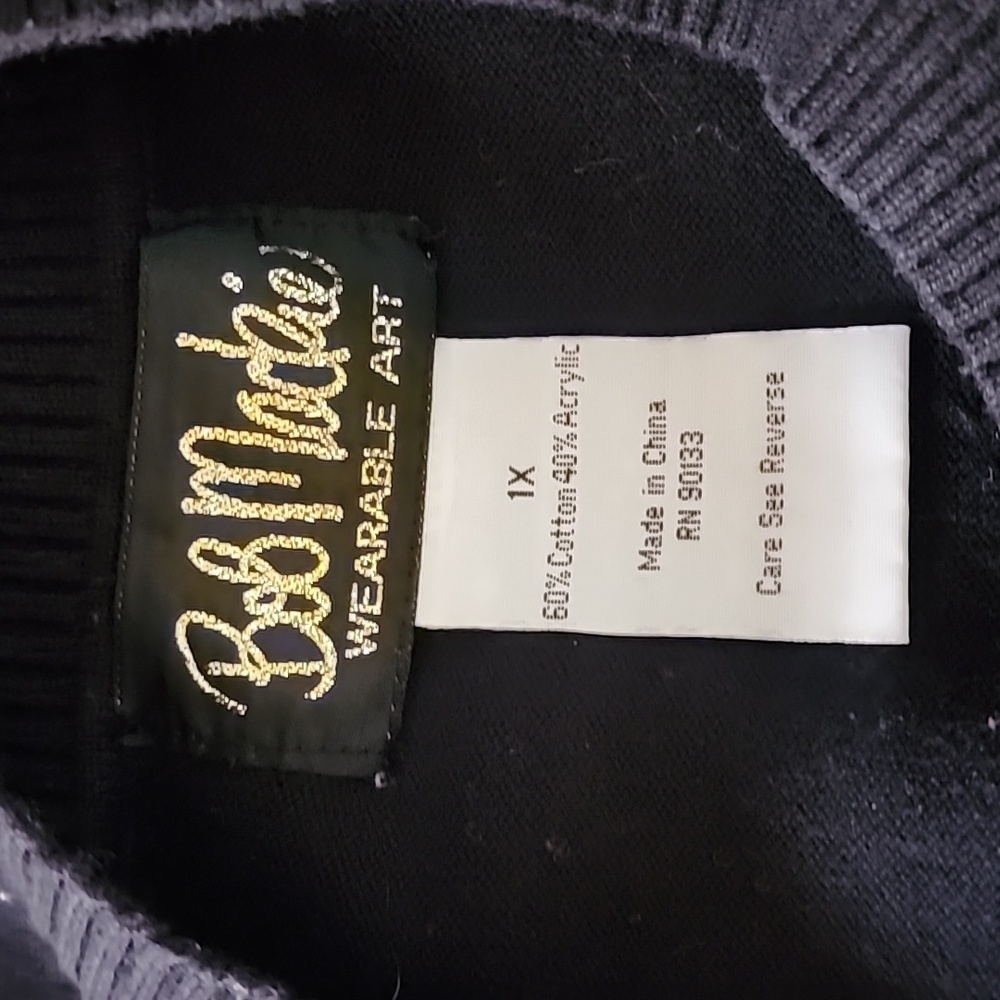 Bob Mackie
WEARABLE ART
1X
60%Cotton 40% Acrylic
Made in China
RN 90133
Care See Reverse